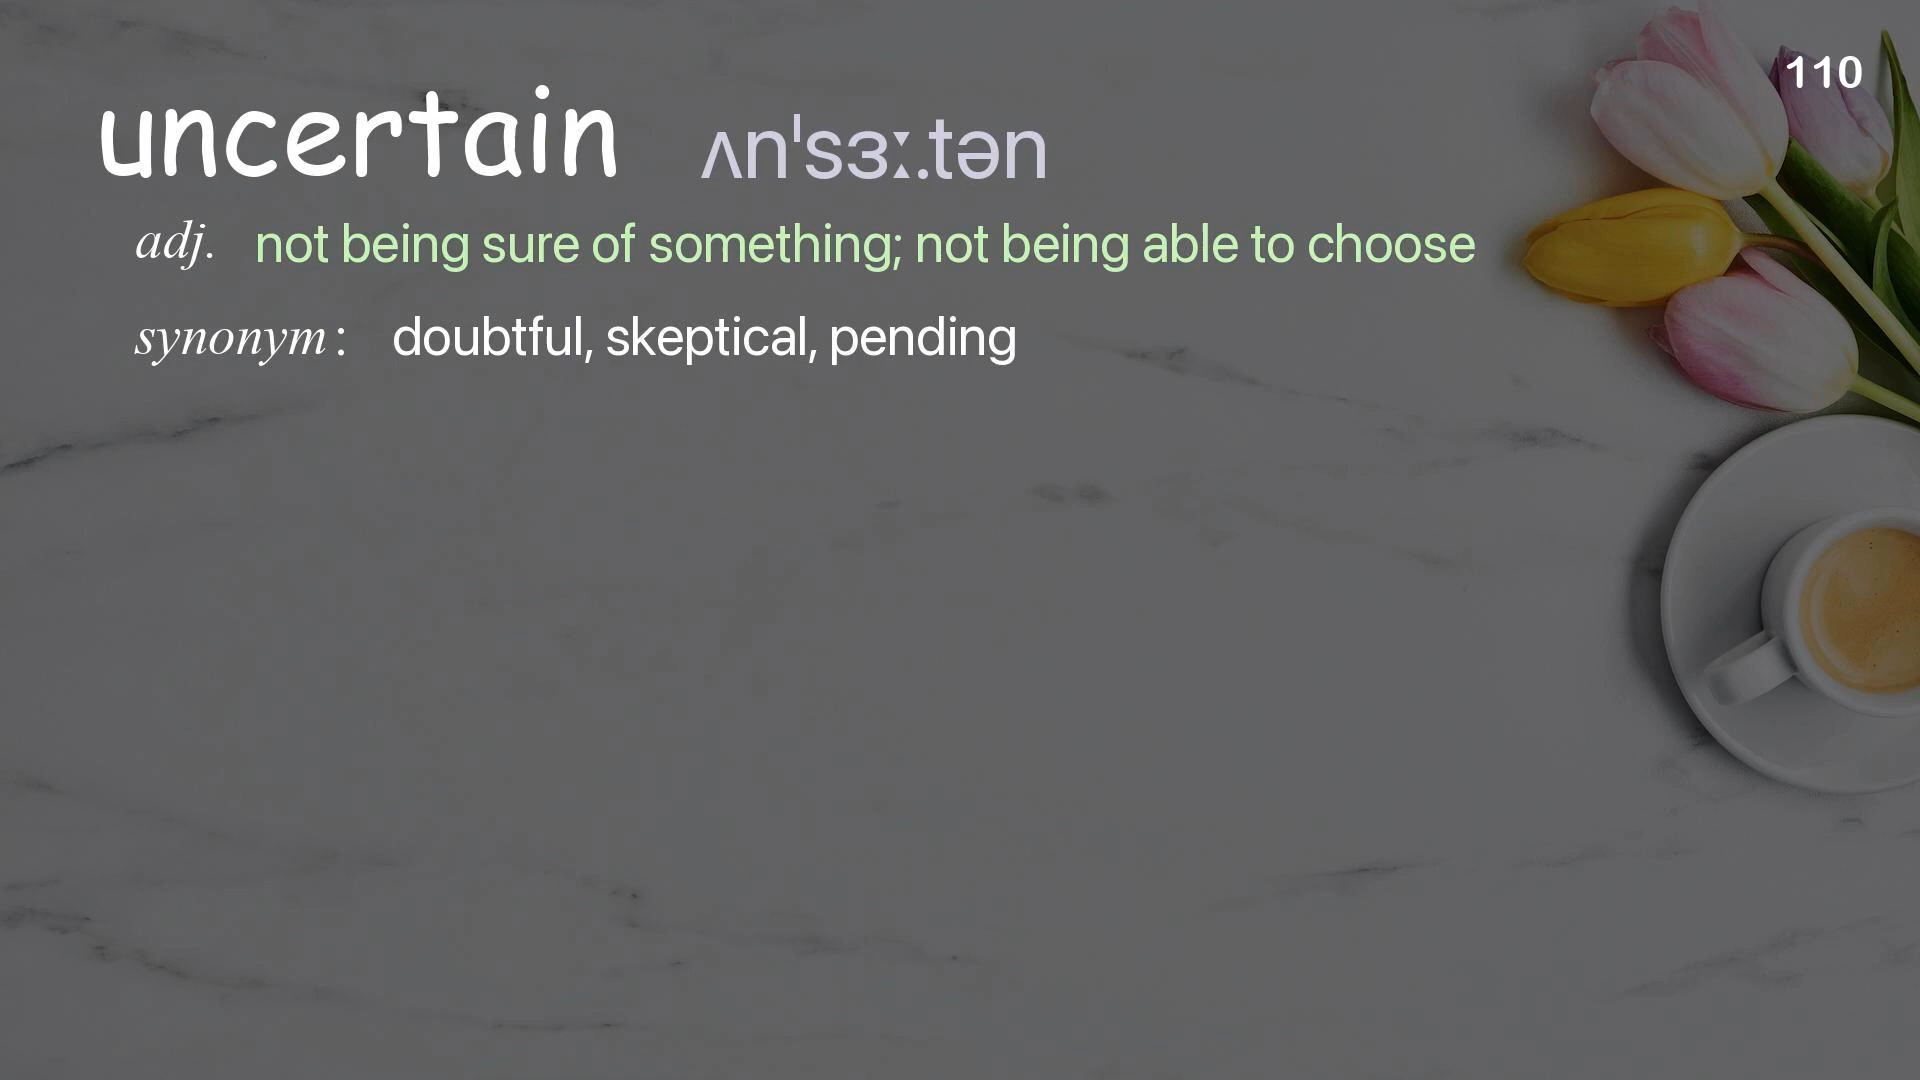 110
uncertain ʌnˈsɜː.tən
adj. not being sure of something; not being able to choose
synonym : doubtful, skeptical, pending